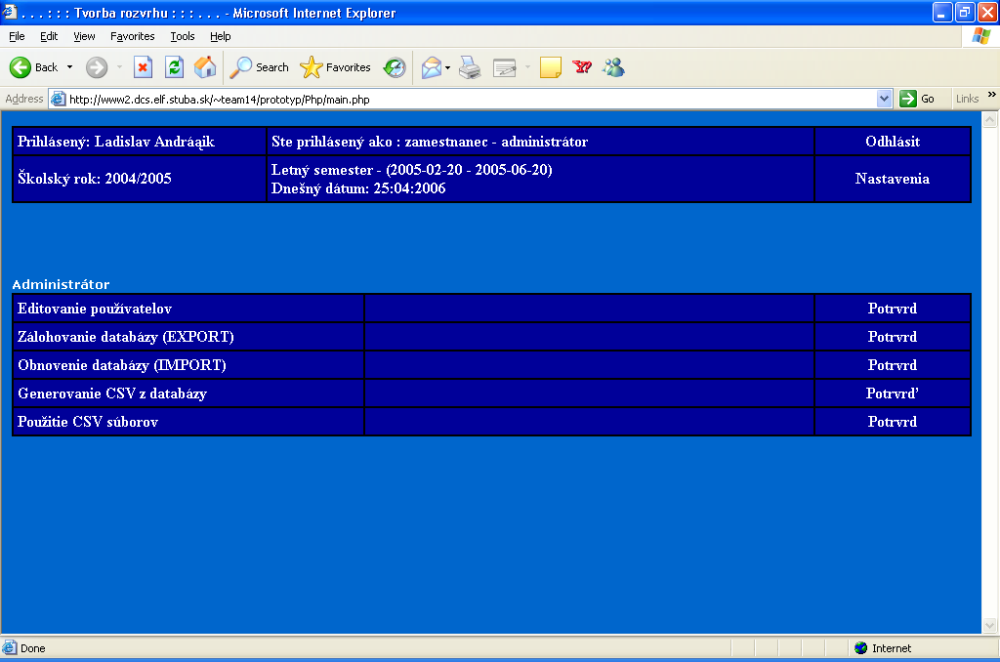 . . . : : : Tvorba rozvrhu : : : . . . - Microsoft Internet Explorer
File Edit View Favorites Tools Help
Back Search Favorites
Address http://www2.dcs.elf.stuba.sk/~team14/prototyp/Php/main.php Go Links »
Prihlásený: Ladislav Andráąik Ste prihlásený ako : zamestnanec - administrátor Odhlásit
Školský rok: 2004/2005 Letný semester - (2005-02-20 - 2005-06-20) Nastavenia
Dnešný dátum: 25:04:2006
Administrátor
Editovanie používatelov Potrvrd
Zálohovanie databázy (EXPORT) Potrvrd
Obnovenie databázy (IMPORT) Potrvrd
Generovanie CSV z databázy Potrvrď
Použitie CSV súborov Potrvrd
Done Internet